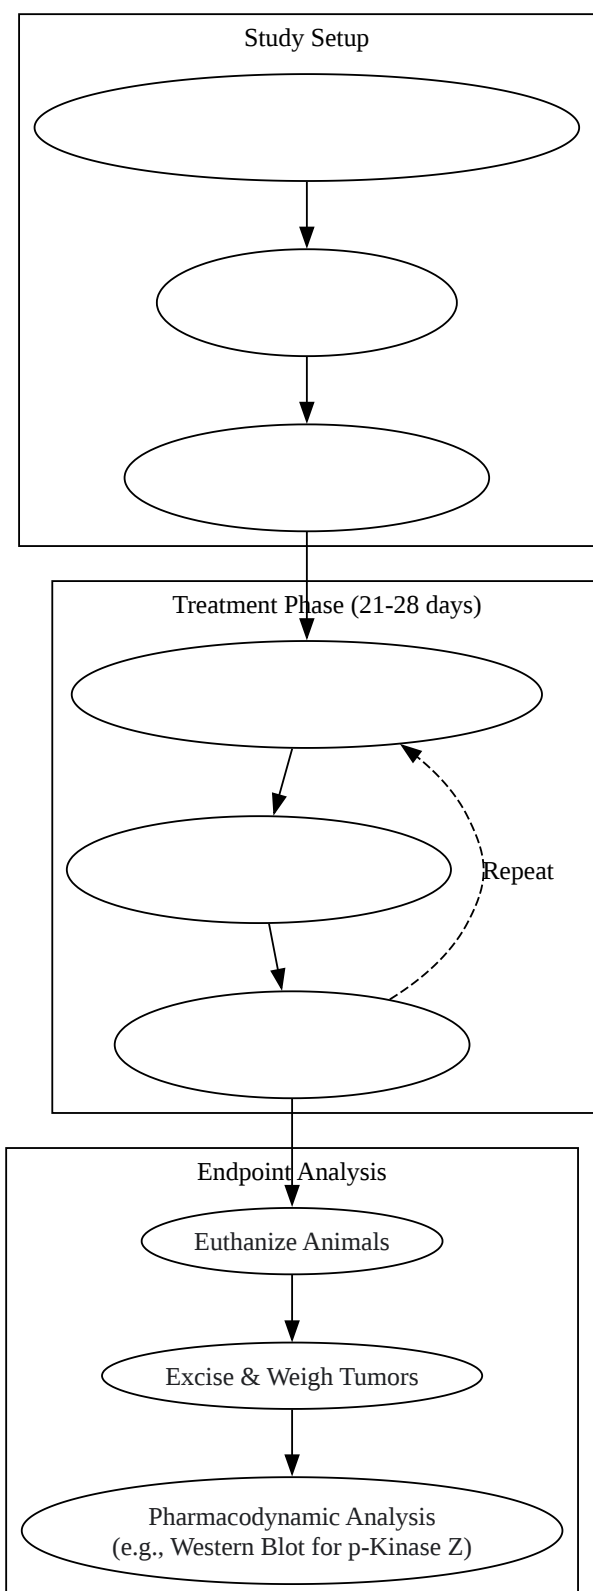 Study Setup
Treatment Phase (21-28 days)
Repeat
Endpoint Analysis
Euthanize Animals
Excise & Weigh Tumors
Pharmacodynamic Analysis
(e.g., Western Blot for p-Kinase Z)